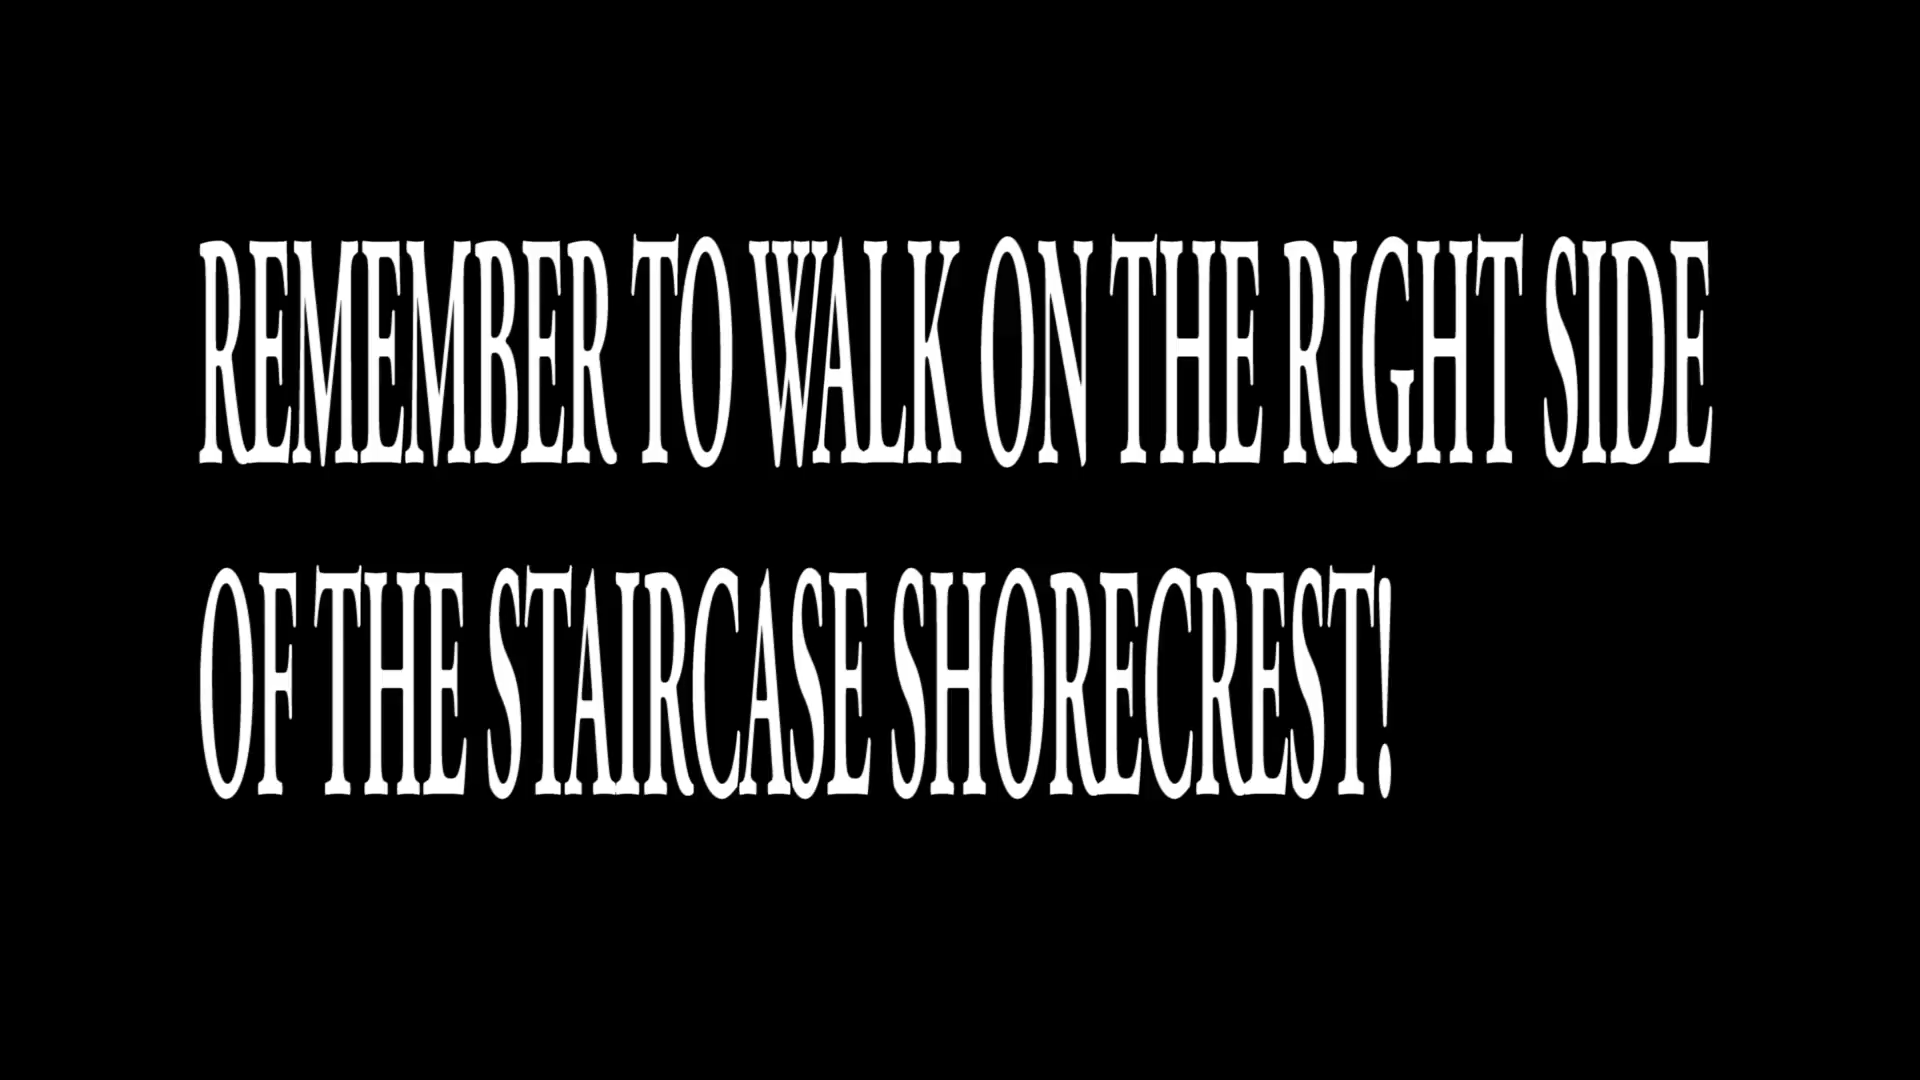 REMEMBER TO WALK ON THE RIGHT SIDE
OF THE STAIRCASE SHORECREST!